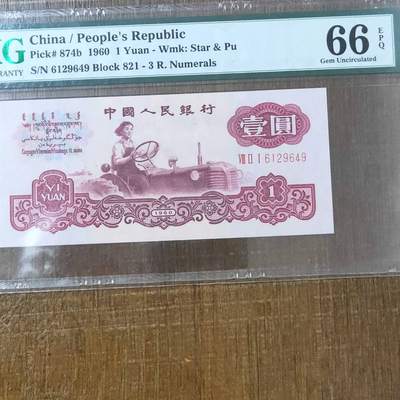 G
RANTY
China / People's Republic
Pick# 874b 1960 1 Yuan - Wmk: Star & Pu
S/N 6129649 Block 821 - 3 R. Numerals
66 EPQ
Gem Uncirculated
中國人民銀行
壹圓
VIII II I 6129649
YI
YUAN
1960
1